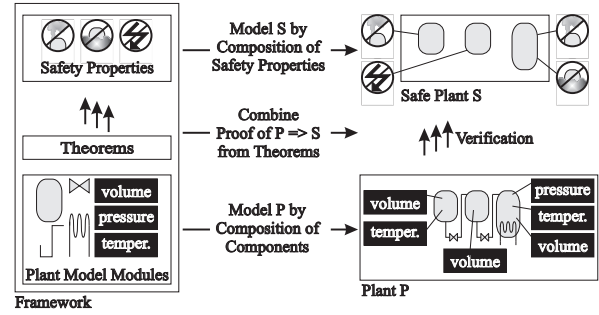 Safety Properties
Theorems
volume
pressure
temper.
Plant Model Modules
Framework
Model S by
Composition of
Safety Properties
Combine
Proof of P => S
from Theorems
Model P by
Composition of
Components
Safe Plant S
Verification
volume
temper.
volume
pressure
temper.
volume
Plant P